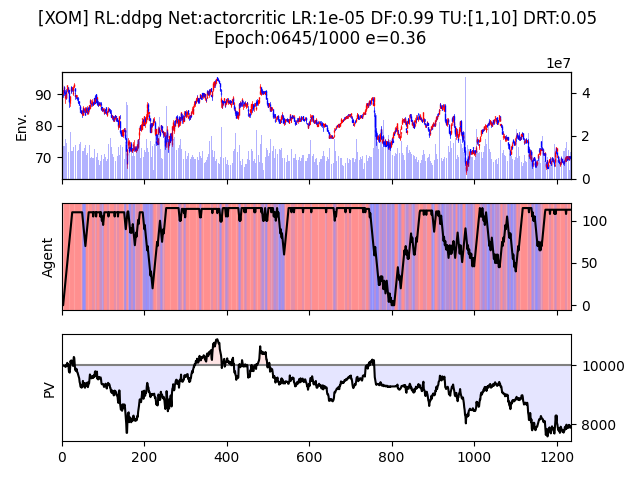 [XOM] RL:ddpg Net:actorcritic LR:1e-05 DF:0.99 TU:[1,10] DRT:0.05
Epoch:0645/1000 e=0.36
1e7
Env.
90
80
70
4
2
0
Agent
100
50
0
PV
10000
8000
0 200 400 600 800 1000 1200